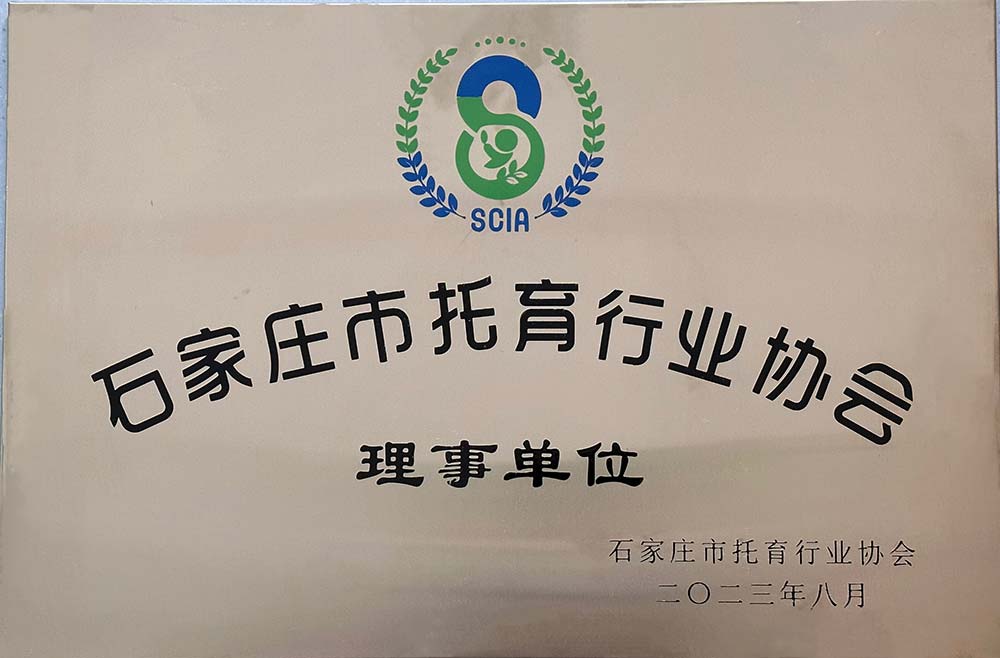 SCIA
石家庄市托育行业协会
理事单位
石家庄市托育行业协会
二〇二三年八月